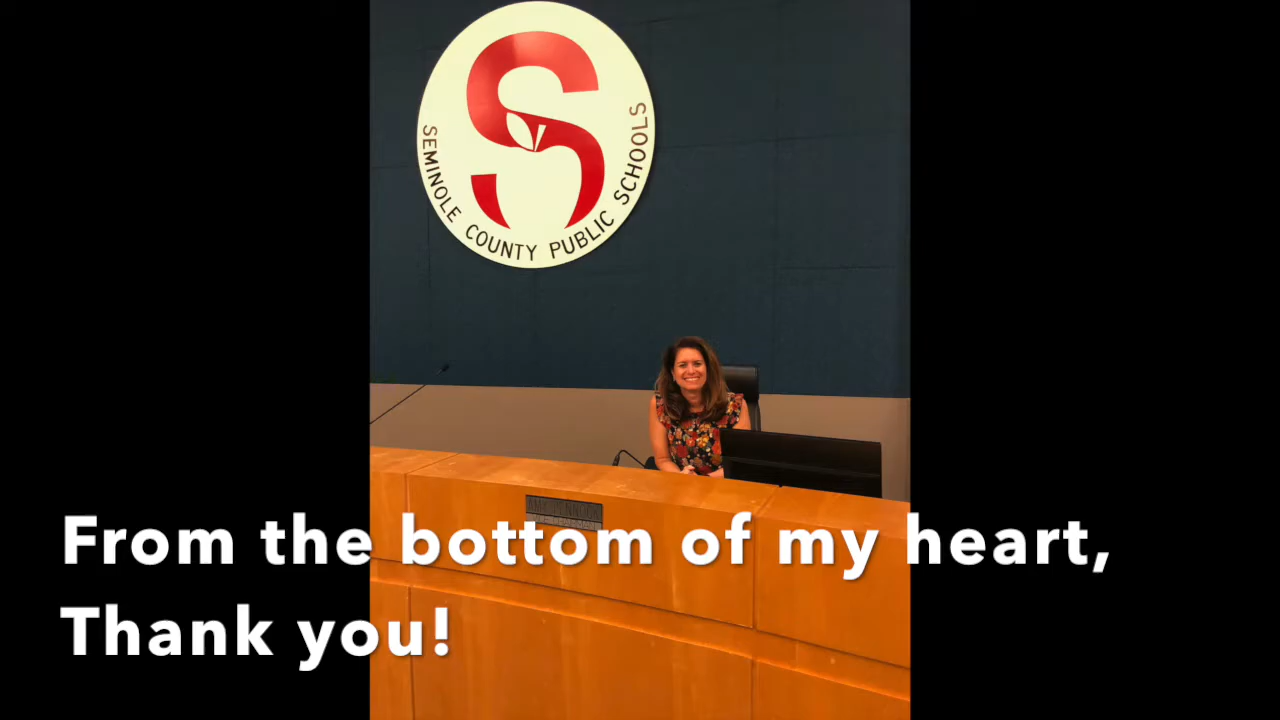 SEMINOLE COUNTY PUBLIC SCHOOLS
From the bottom of my heart,
Thank you!